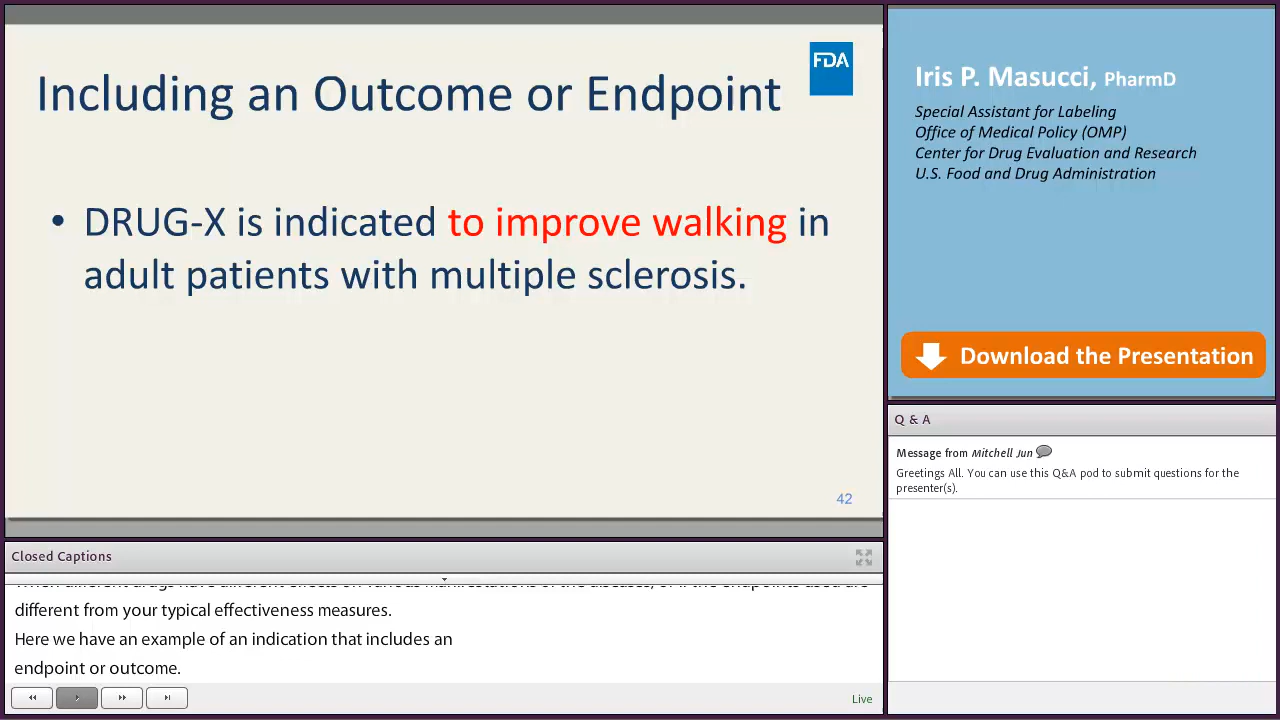 FDA
Including an Outcome or Endpoint
• DRUG-X is indicated to improve walking in
adult patients with multiple sclerosis.
42
Iris P. Masucci, PharmD
Special Assistant for Labeling
Office of Medical Policy (OMP)
Center for Drug Evaluation and Research
U.S. Food and Drug Administration
Download the Presentation
Q & A
Message from Mitchell Jun
Greetings All. You can use this Q&A pod to submit questions for the
presenter(s).
Closed Captions
different from your typical effectiveness measures.
Here we have an example of an indication that includes an
endpoint or outcome.
Live